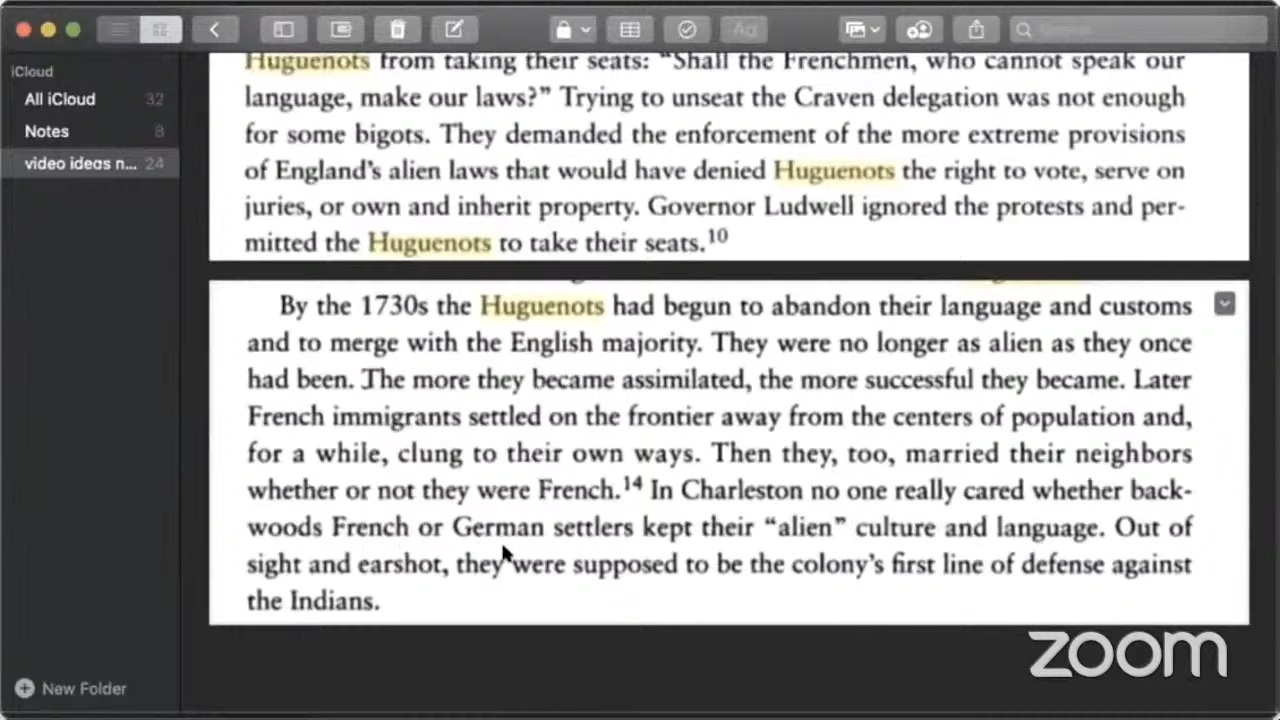 iCloud
All iCloud 32
Notes 8
video ideas n... 24
New Folder
Aa
Huguenots from taking their seats: "Shall the Frenchmen, who cannot speak our
language, make our laws?" Trying to unseat the Craven delegation was not enough
for some bigots. They demanded the enforcement of the more extreme provisions
of England's alien laws that would have denied Huguenots the right to vote, serve on
juries, or own and inherit property. Governor Ludwell ignored the protests and per-
mitted the Huguenots to take their seats.10
By the 1730s the Huguenots had begun to abandon their language and customs
and to merge with the English majority. They were no longer as alien as they once
had been. The more they became assimilated, the more successful they became. Later
French immigrants settled on the frontier away from the centers of population and,
for a while, clung to their own ways. Then they, too, married their neighbors
whether or not they were French.14 In Charleston no one really cared whether back-
woods French or German settlers kept their "alien" culture and language. Out of
sight and earshot, they were supposed to be the colony's first line of defense against
the Indians.
zoom